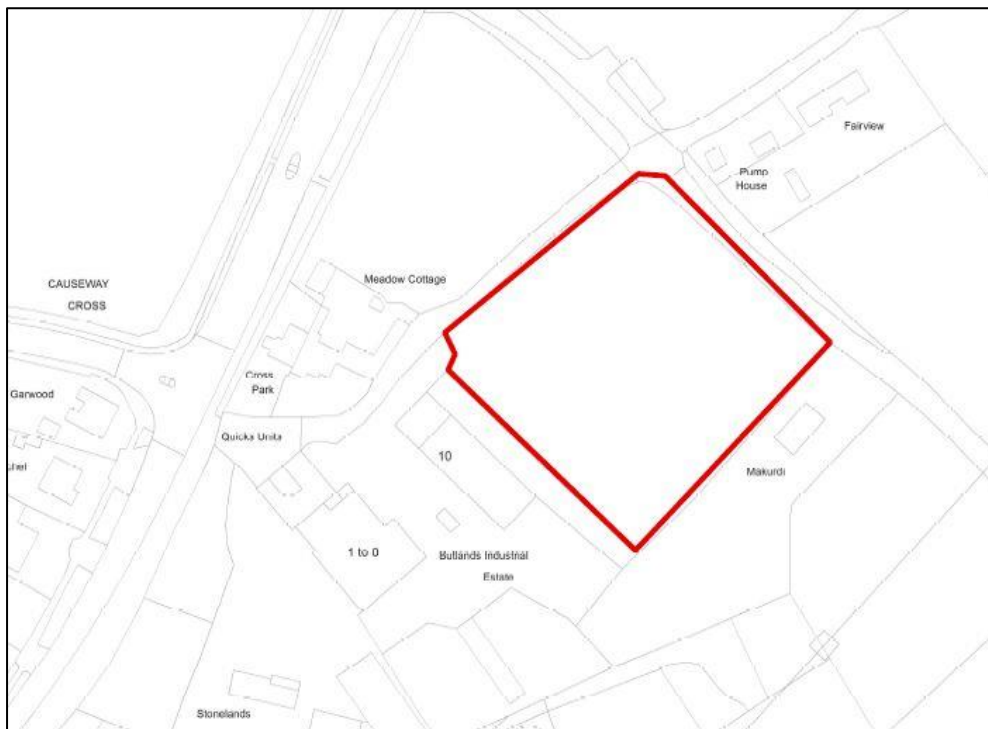 Fairview
Pump
House
Meadow Cottage
CAUSEWAY
CROSS
Cross
Park
Garwood
Quicks Units
10
Makurdi
1 to 0
Butlands Industrial
Estate
Stonelands